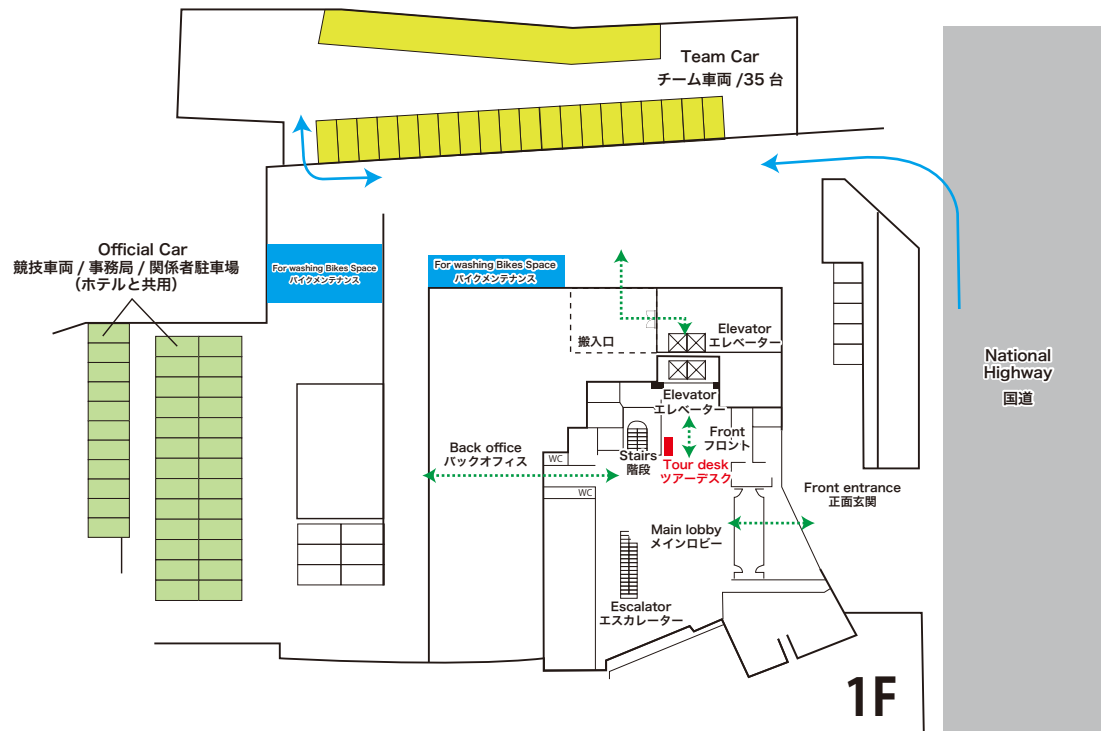 Team Car
チーム車両 /35 台
Official Car
競技車両 / 事務局 / 関係者駐車場
（ホテルと共用）
For washing Bikes Space
バイクメンテナンス
For washing Bikes Space
バイクメンテナンス
搬入口
Elevator
エレベーター
National
Highway
国道
Elevator
エレベーター
Front
フロント
Back office
バックオフィス
Stairs
階段
WC
Tour desk
ツアーデスク
WC
Front entrance
正面玄関
Main lobby
メインロビー
Escalator
エスカレーター
1F